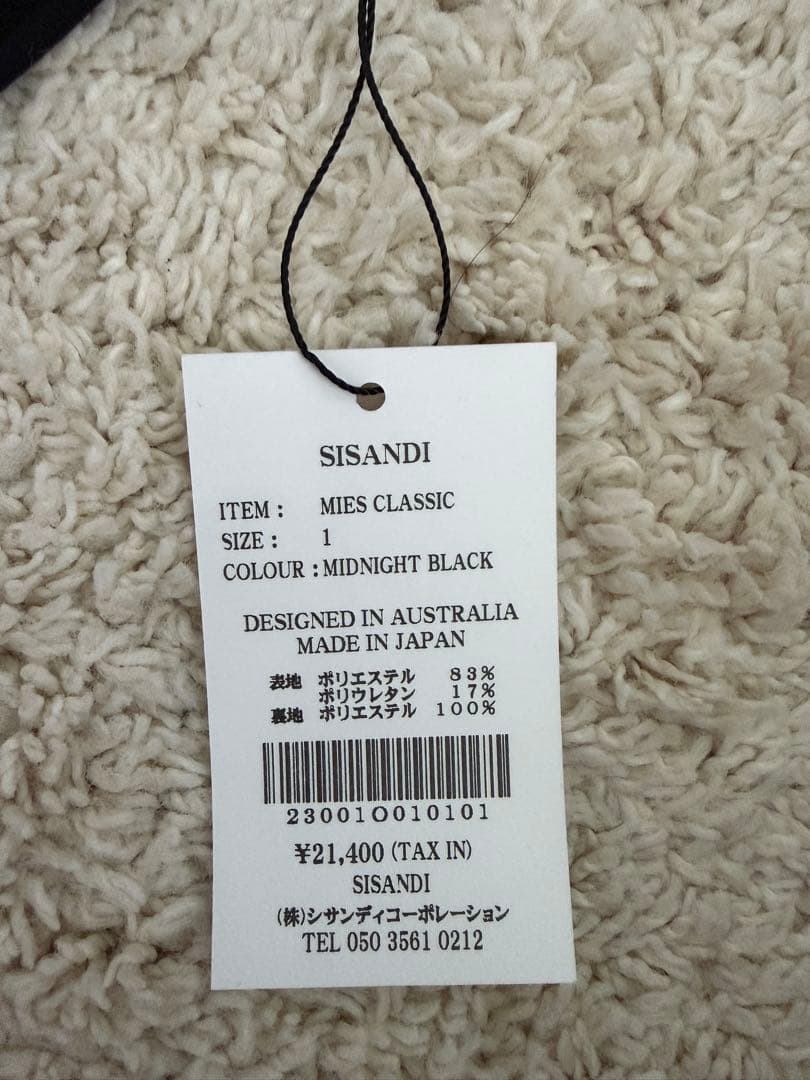 SISANDI
ITEM : MIES CLASSIC
SIZE : 1
COLOUR : MIDNIGHT BLACK
DESIGNED IN AUSTRALIA
MADE IN JAPAN
表地 ポリエステル 83%
ポリウレタン 17%
裏地 ポリエステル 100%
230010010101
¥21,400 (TAX IN)
SISANDI
(株)シサンディコーポレーション
TEL 050 3561 0212